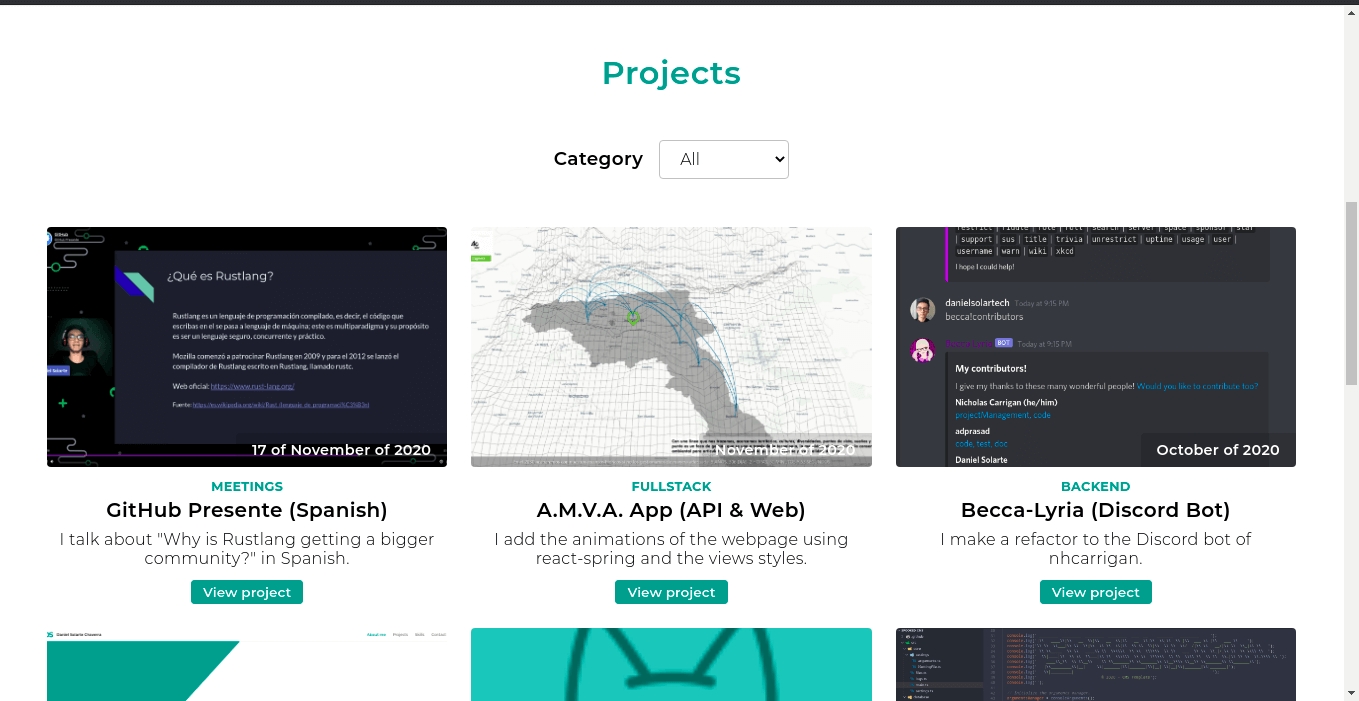 Projects
Category All
¿Qué es Rustlang?
Rustlang es un lenguaje de programación compilado, es decir, el código que
escribas en el se pasa a lenguaje de máquina; este es multiparadigma y su propósito
es ser un lenguaje seguro, concurrente y práctico.
Mozilla comenzó a patrocinar Rustlang en 2009 y para el 2012 se lanzó el
compilador de Rustlang escrito en Rustlang, llamado rustc.
Web oficial: https://www.rust-lang.org/
17 of November of 2020
November of 2020
| support | sus | title | trivia | unrestrict | uptime | usage | user |
username | warn | wiki | xkcd
I hope I could help!
danielsolartech Today at 9:15 PM
becca!contributors
BOT Today at 9:15 PM
My contributors!
I give my thanks to these many wonderful people! Would you like to contribute too?
Nicholas Carrigan (he/him)
projectManagement, code
adprasad
code, test, doc
Daniel Solarte
October of 2020
MEETINGS
GitHub Presente (Spanish)
I talk about "Why is Rustlang getting a bigger
community?" in Spanish.
View project
FULLSTACK
A.M.V.A. App (API & Web)
I add the animations of the webpage using
react-spring and the views styles.
View project
BACKEND
Becca-Lyria (Discord Bot)
I make a refactor to the Discord bot of
nhcarrigan.
View project
Daniel Solarte Chaverra
About me Projects Skills Contact